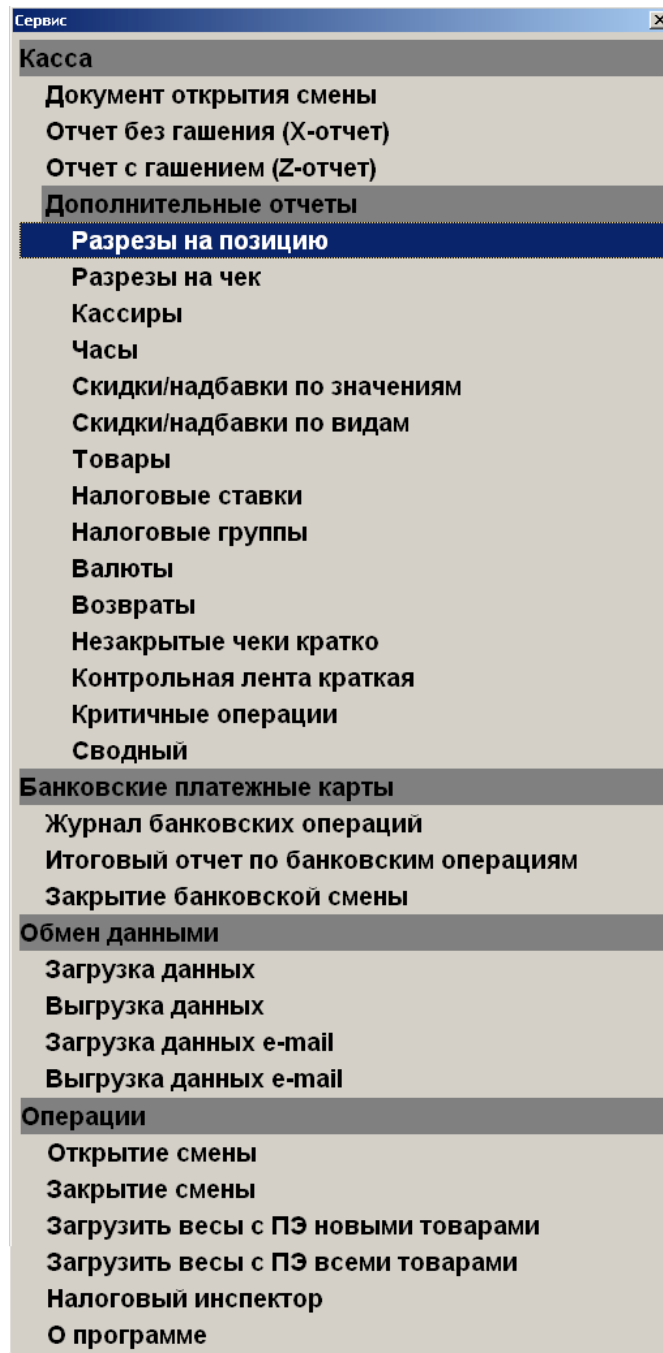 Сервис
Касса
Документ открытия смены
Отчет без гашения (X-отчет)
Отчет с гашением (Z-отчет)
Дополнительные отчеты
Разрезы на позицию
Разрезы на чек
Кассиры
Часы
Скидки/надбавки по значениям
Скидки/надбавки по видам
Товары
Налоговые ставки
Налоговые группы
Валюты
Возвраты
Незакрытые чеки кратко
Контрольная лента краткая
Критичные операции
Сводный
Банковские платежные карты
Журнал банковских операций
Итоговый отчет по банковским операциям
Закрытие банковской смены
Обмен данными
Загрузка данных
Выгрузка данных
Загрузка данных e-mail
Выгрузка данных e-mail
Операции
Открытие смены
Закрытие смены
Загрузить весы с ПЭ новыми товарами
Загрузить весы с ПЭ всеми товарами
Налоговый инспектор
О программе